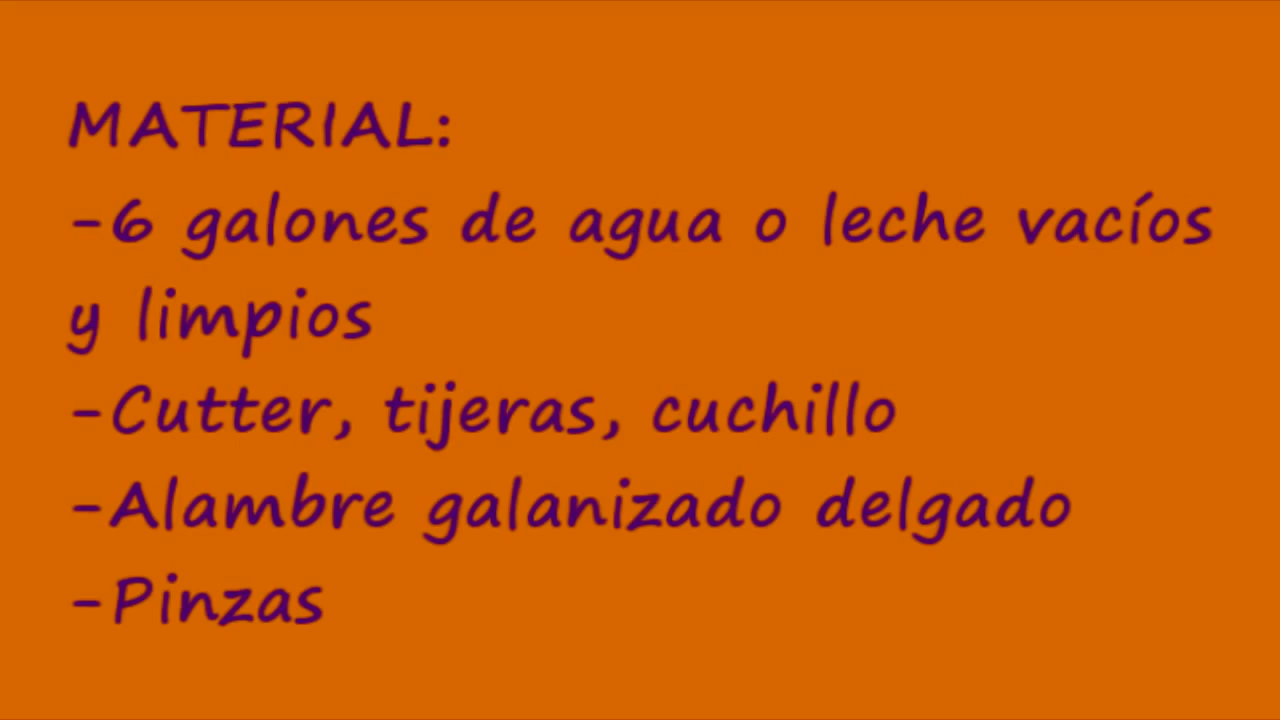 MATERIAL:
-6 galones de agua o leche vacíos
y limpios
-Cutter, tijeras, cuchillo
-Alambre galanizado delgado
-Pinzas